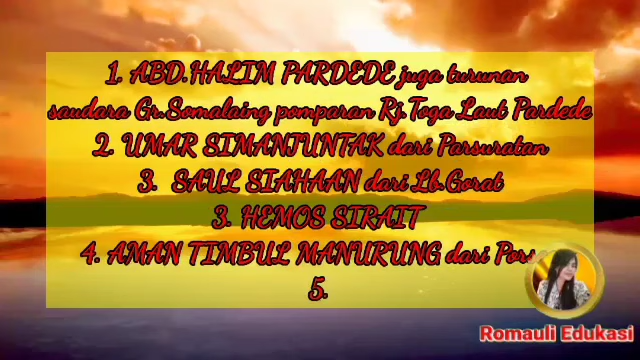 1. ABD.HALIM PARDEDE juga turunan
saudara Gr.Somalaing pomparan Rj.Toga Laut Pardede
2. UMAR SIMANJUNTAK dari Parsuratan
3. SAUL SIAHAAN dari Lb.Gorat
3. HEMOS SIRAIT
4. AMAN TIMBUL MANURUNG dari
5.
Romauli Edukasi